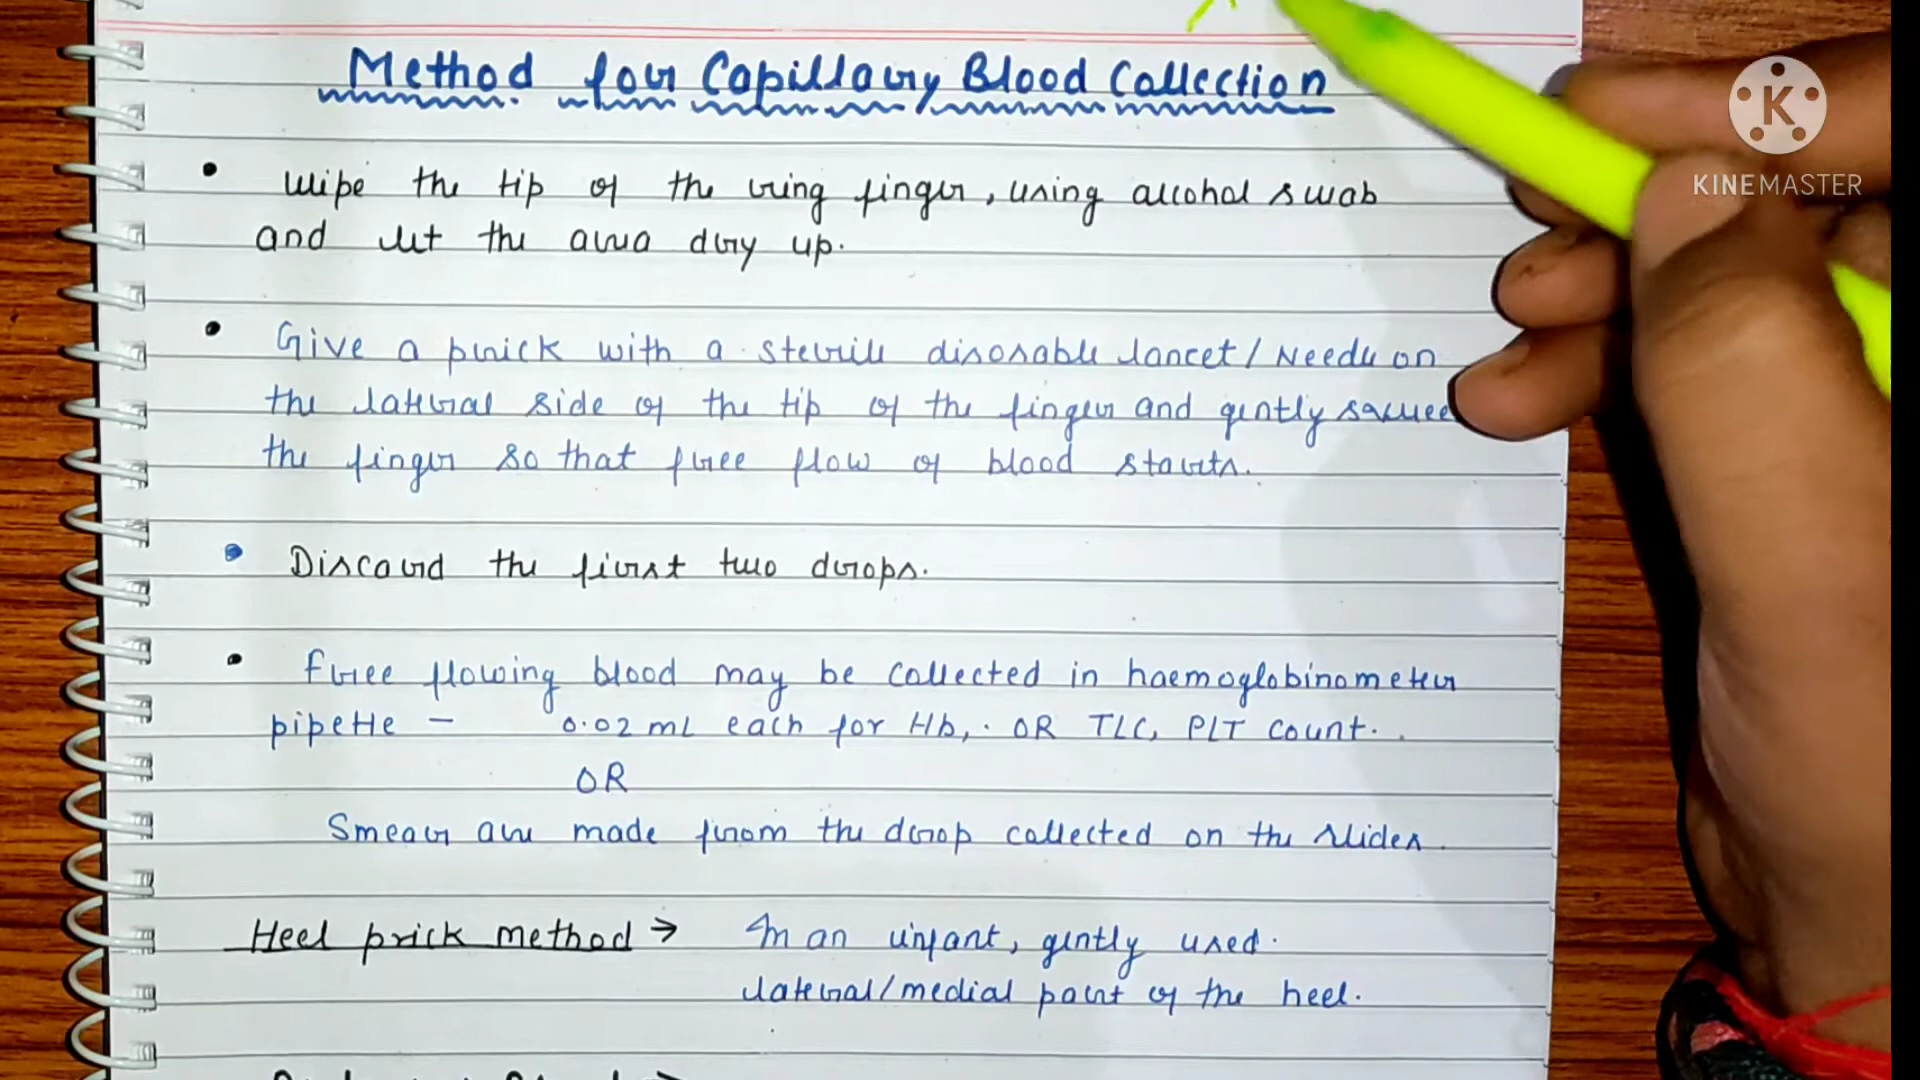 Method for Capillary Blood Collection
• Wipe the tip of the ring finger, using alcohol swab
and let the area dry up.
• Give a prick with a sterile disosable lancet/Needle on
the lateral side of the tip of the finger and gently
the finger so that free flow of blood starts.
• Discard the first two drops.
• Free flowing blood may be collected in haemoglobinometer
pipette – 0.02 mL each for Hb, . OR TLC, PLT count.
OR
Smear are made from the drop collected on the slides.
Heel prick method → In an infant, gently used.
lateral/medial part of the heel.
K
KINEMASTER